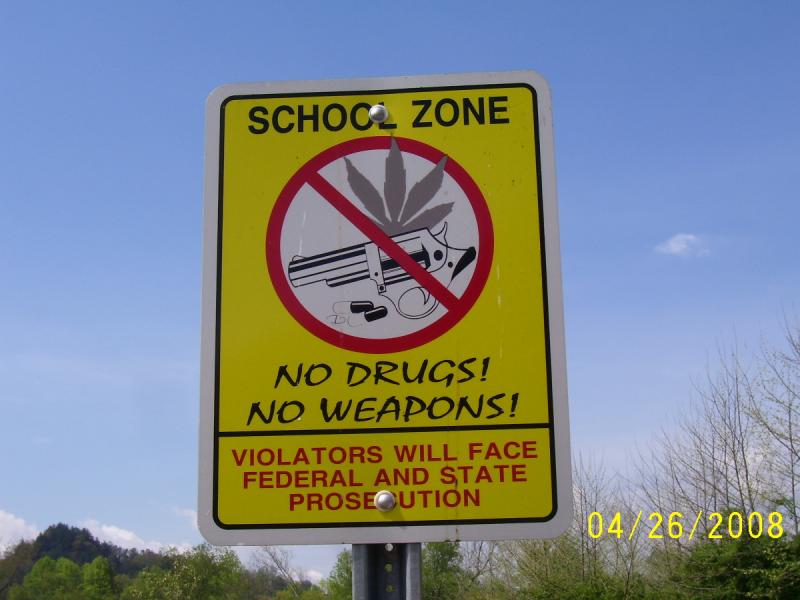 SCHOOL ZONE
NO DRUGS!
NO WEAPONS!
VIOLATORS WILL FACE
FEDERAL AND STATE
PROSECUTION
04/26/2008